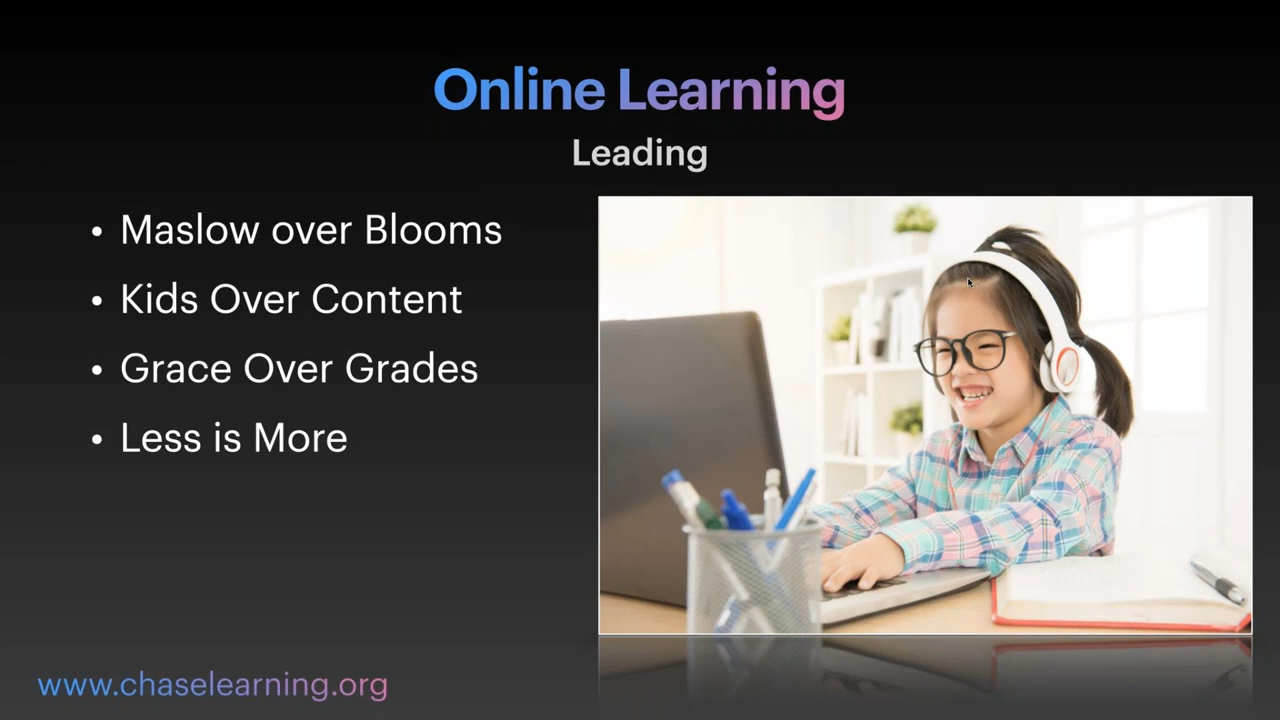 Online Learning
Leading
• Maslow over Blooms
• Kids Over Content
• Grace Over Grades
• Less is More
www.chaselearning.org